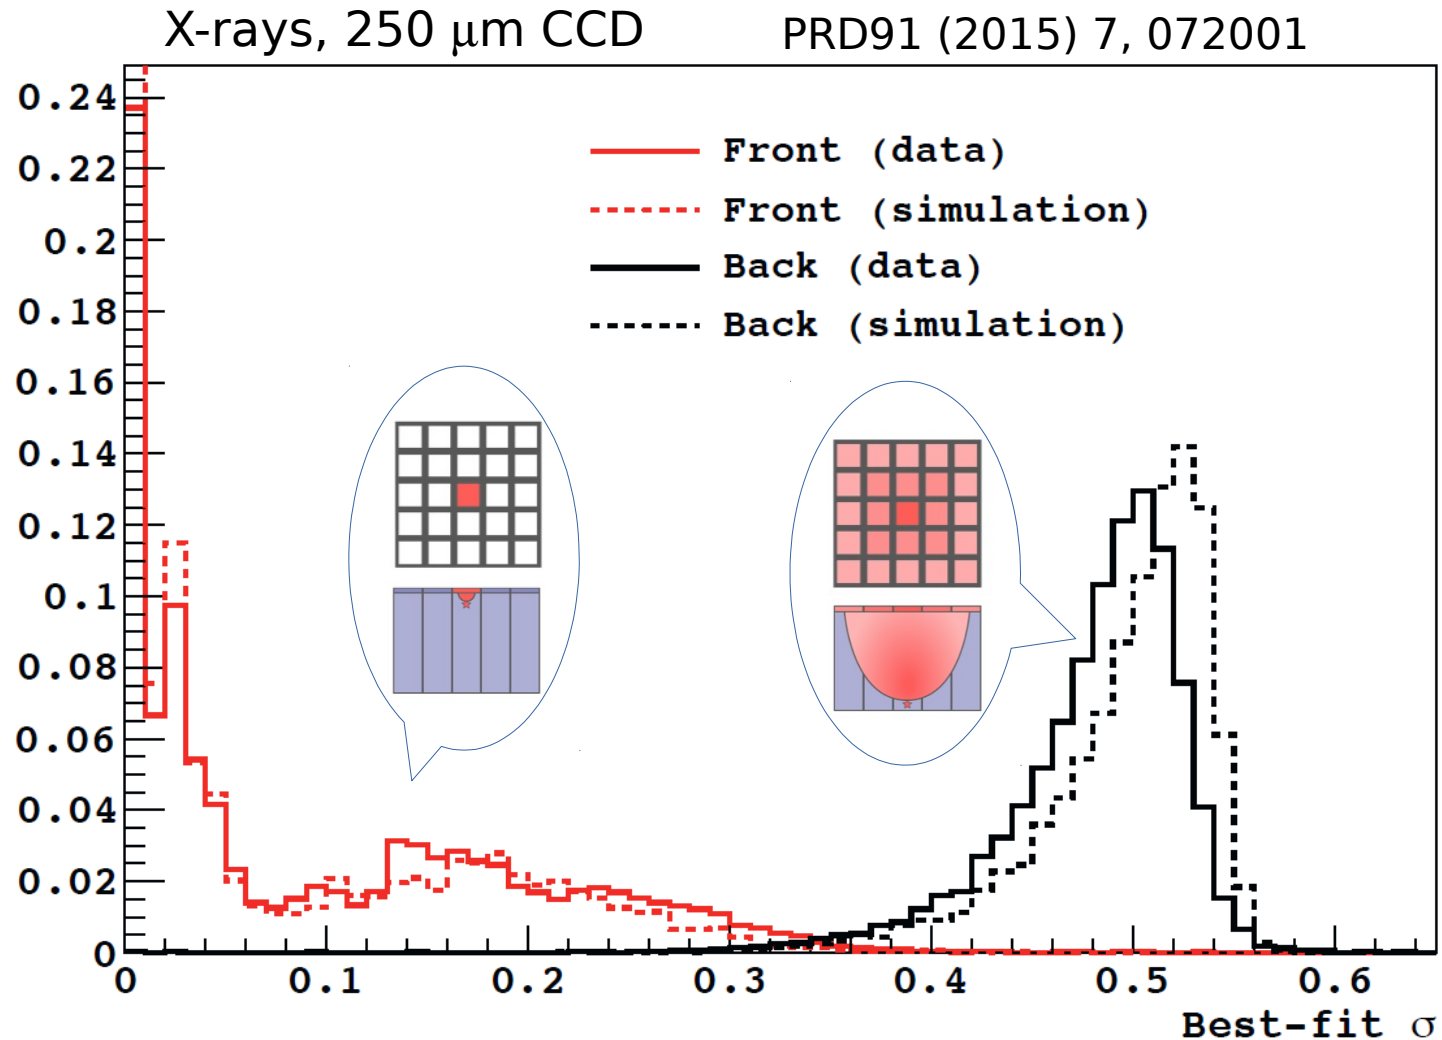 X-rays, 250 μm CCD
PRD91 (2015) 7, 072001
0.24
0.22
0.2
0.18
0.16
0.14
0.12
0.1
0.08
0.06
0.04
0.02
0
Front (data)
Front (simulation)
Back (data)
Back (simulation)
0 0.1 0.2 0.3 0.4 0.5 0.6
Best-fit σ